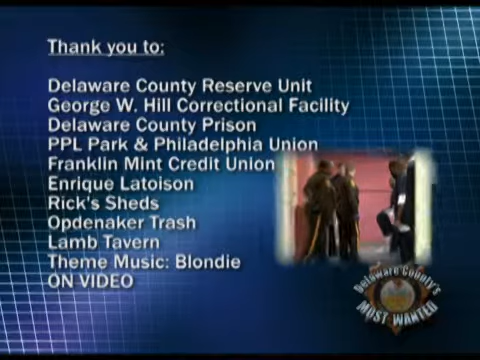 Thank you to:
Delaware County Reserve Unit
George W. Hill Correctional Facility
Delaware County Prison
PPL Park & Philadelphia Union
Franklin Mint Credit Union
Enrique Latoison
Rick's Sheds
Opdenaker Trash
Lamb Tavern
Theme Music: Blondie
ON VIDEO
Delaware County's
MOST WANTED